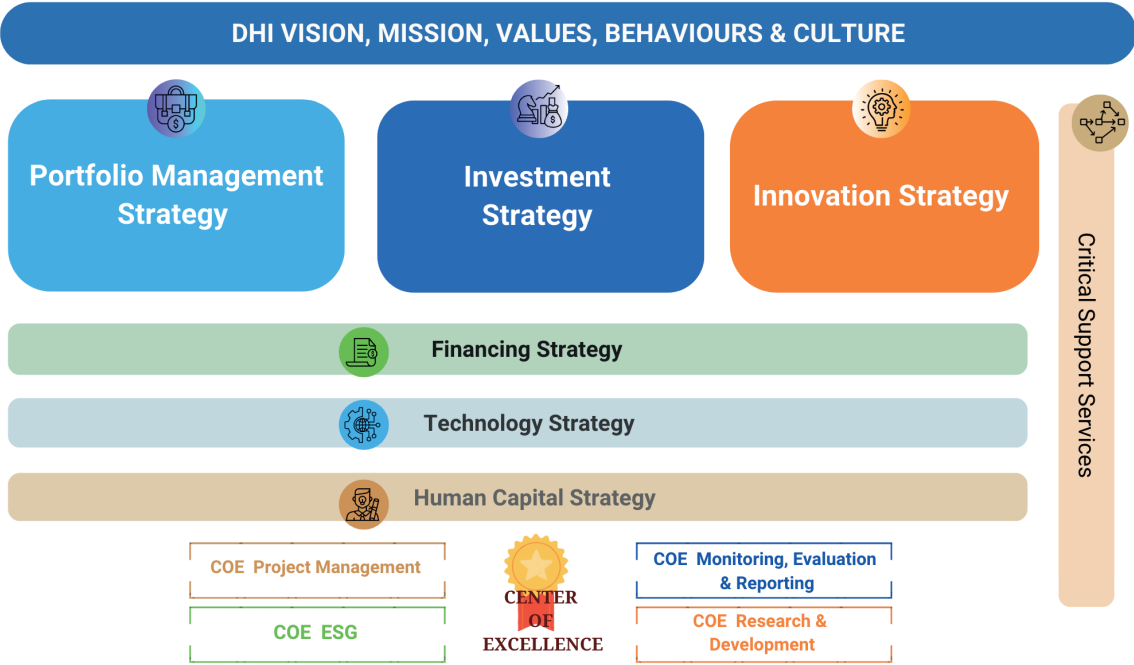 DHI VISION, MISSION, VALUES, BEHAVIOURS & CULTURE
Portfolio Management
Strategy
Investment
Strategy
Innovation Strategy
Critical Support Services
Financing Strategy
Technology Strategy
Human Capital Strategy
COE Project Management
COE ESG
CENTER
OF
EXCELLENCE
COE Monitoring, Evaluation
& Reporting
COE Research &
Development